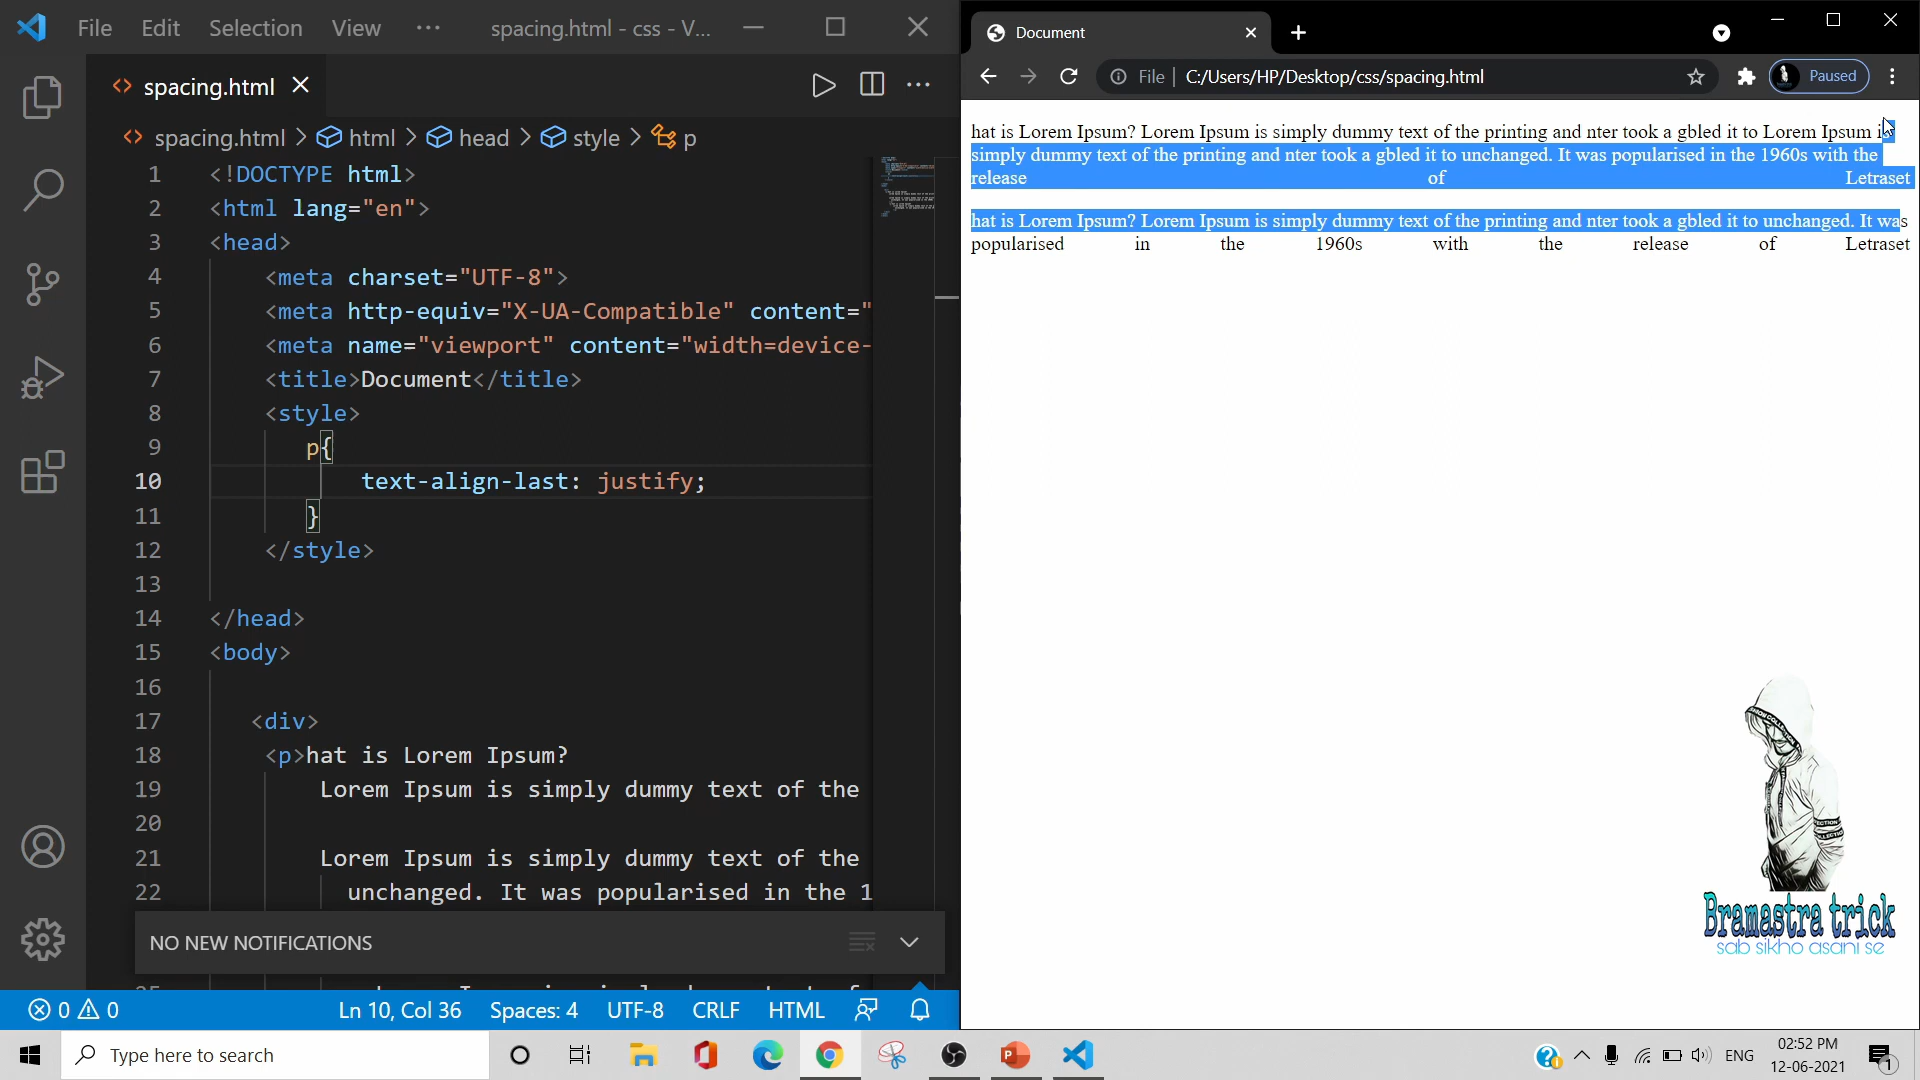 File Edit Selection View ··· spacing.html - css - V...
spacing.html
spacing.html > html > head > style > p
1 <!DOCTYPE html>
2 <html lang="en">
3 <head>
4 <meta charset="UTF-8">
5 <meta http-equiv="X-UA-Compatible" content="
6 <meta name="viewport" content="width=device-
7 <title>Document</title>
8 <style>
9 p{
10 text-align-last: justify;
11 }
12 </style>
13
14 </head>
15 <body>
16
17 <div>
18 <p>hat is Lorem Ipsum?
19 Lorem Ipsum is simply dummy text of the
20
21 Lorem Ipsum is simply dummy text of the
22 unchanged. It was popularised in the 1
NO NEW NOTIFICATIONS
0 0 Ln 10, Col 36 Spaces: 4 UTF-8 CRLF HTML
Document
File | C:/Users/HP/Desktop/css/spacing.html Paused
hat is Lorem Ipsum? Lorem Ipsum is simply dummy text of the printing and nter took a gbled it to Lorem Ipsum is
simply dummy text of the printing and nter took a gbled it to unchanged. It was popularised in the 1960s with the
release of Letraset
hat is Lorem Ipsum? Lorem Ipsum is simply dummy text of the printing and nter took a gbled it to unchanged. It was
popularised in the 1960s with the release of Letraset
Bramastra trick
sab sikho asani se
Type here to search
ENG
02:52 PM
12-06-2021
1